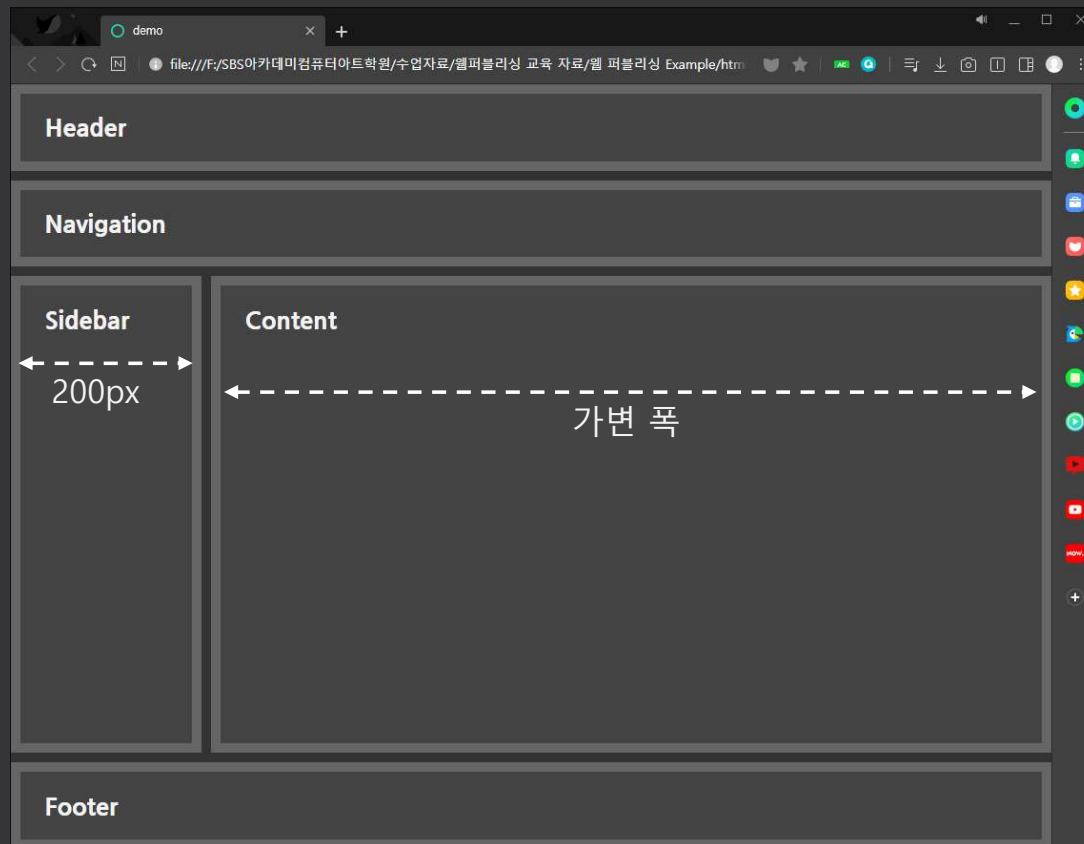 demo
file:///F:/SBS아카데미컴퓨터아트학원/수업자료/웹퍼블리싱 교육 자료/웹 퍼블리싱 Example/htm
Header
Navigation
Sidebar
Content
200px
가변 폭
Footer